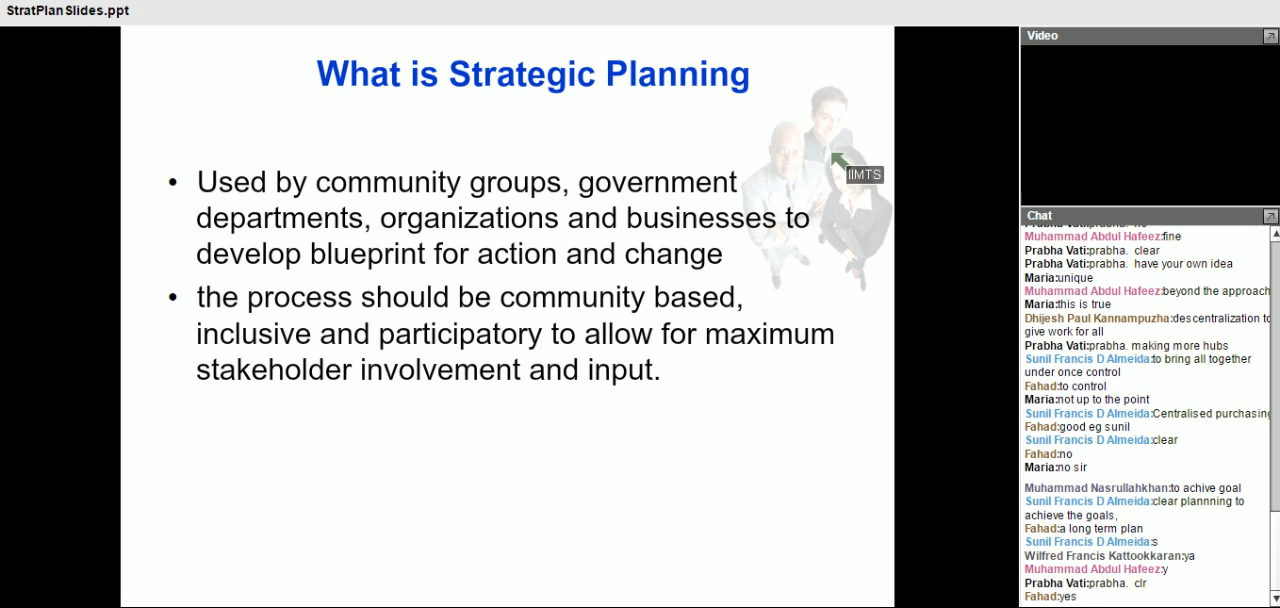 StratPlanSlides.ppt
What is Strategic Planning
• Used by community groups, government
departments, organizations and businesses to
develop blueprint for action and change
• the process should be community based,
inclusive and participatory to allow for maximum
stakeholder involvement and input.
IIMTS
Video
Chat
Muhammad Abdul Hafeez:fine
Prabha Vati:prabha. clear
Prabha Vati:prabha. have your own idea
Maria:unique
Muhammad Abdul Hafeez:beyond the approach
Maria:this is true
Dhijesh Paul Kannampuzha:descentralization to
give work for all
Prabha Vati:prabha. making more hubs
Sunil Francis D Almeida:to bring all together
under once control
Fahad:to control
Maria:not up to the point
Sunil Francis D Almeida:Centralised purchasing
Fahad:good eg sunil
Sunil Francis D Almeida:clear
Fahad:no
Maria:no sir
Muhammad Nasrullahkhan:to achive goal
Sunil Francis D Almeida:clear plannning to
achieve the goals,
Fahad:a long term plan
Sunil Francis D Almeida:s
Wilfred Francis Kattookkaran:ya
Muhammad Abdul Hafeez:y
Prabha Vati:prabha. clr
Fahad:yes